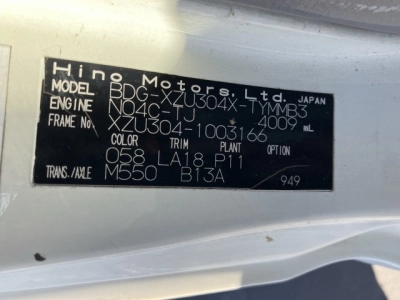 Hino Motors, Ltd. JAPAN
MODEL BDG-XZU304X-TYMMB3
ENGINE N04C-TJ 4009 mL
FRAME No XZU304-1003166
COLOR TRIM PLANT OPTION
058 LA18 P11
TRANS./AXLE M550 B13A
949